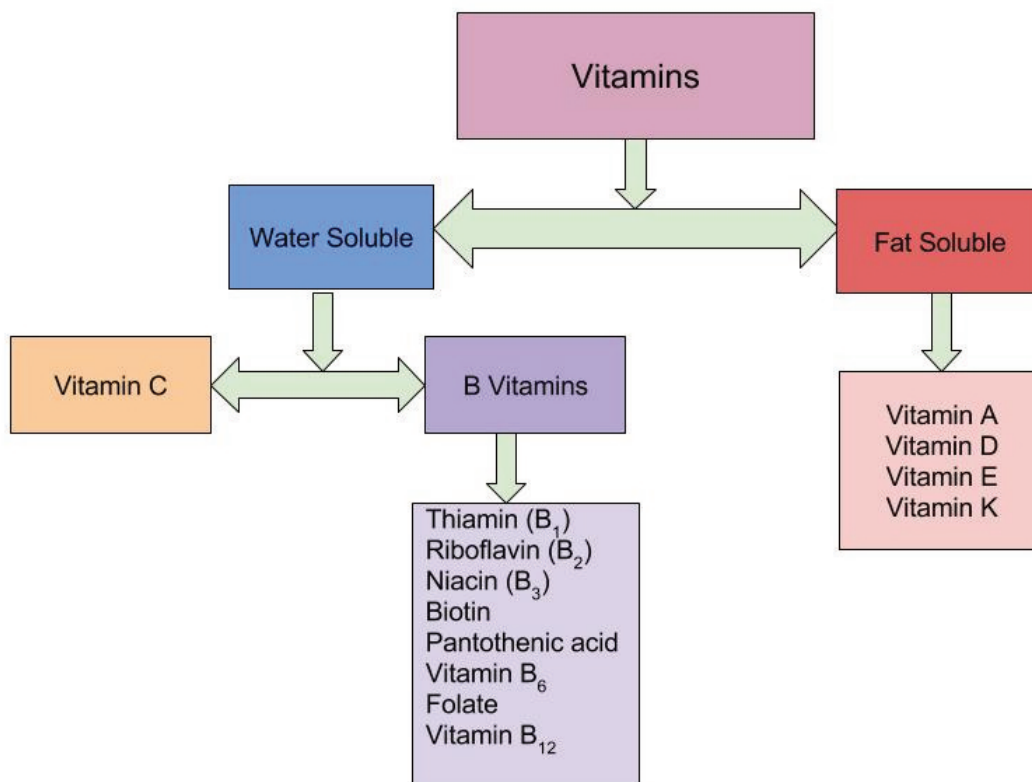 Vitamins
Water Soluble
Fat Soluble
Vitamin C
B Vitamins
Vitamin A
Vitamin D
Vitamin E
Vitamin K
Thiamin (B₁)
Riboflavin (B₂)
Niacin (B₃)
Biotin
Pantothenic acid
Vitamin B₆
Folate
Vitamin B₁₂